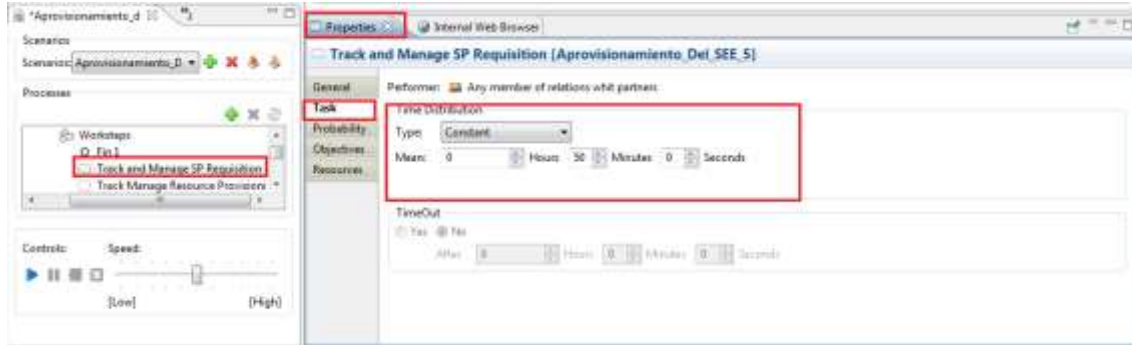 *Aprovisionamiento_d
Scenarios
Scenarios: Aprovisionamiento_D
Processes
Worksteps
Fin 1
Track and Manage SP Requisition
Track Manage Resource Provisioni
Controls: Speed:
[Low] [High]
Properties Internal Web Browser
Track and Manage SP Requisition [Aprovisionamiento_Del_SEE_5]
General
Task
Probability
Objectives
Resources
Performer: Any member of relations whit partners
Time Distribution
Type: Constant
Mean: 0 Hours 30 Minutes 0 Seconds
TimeOut
Yes No
After 0 Hours 0 Minutes 0 Seconds